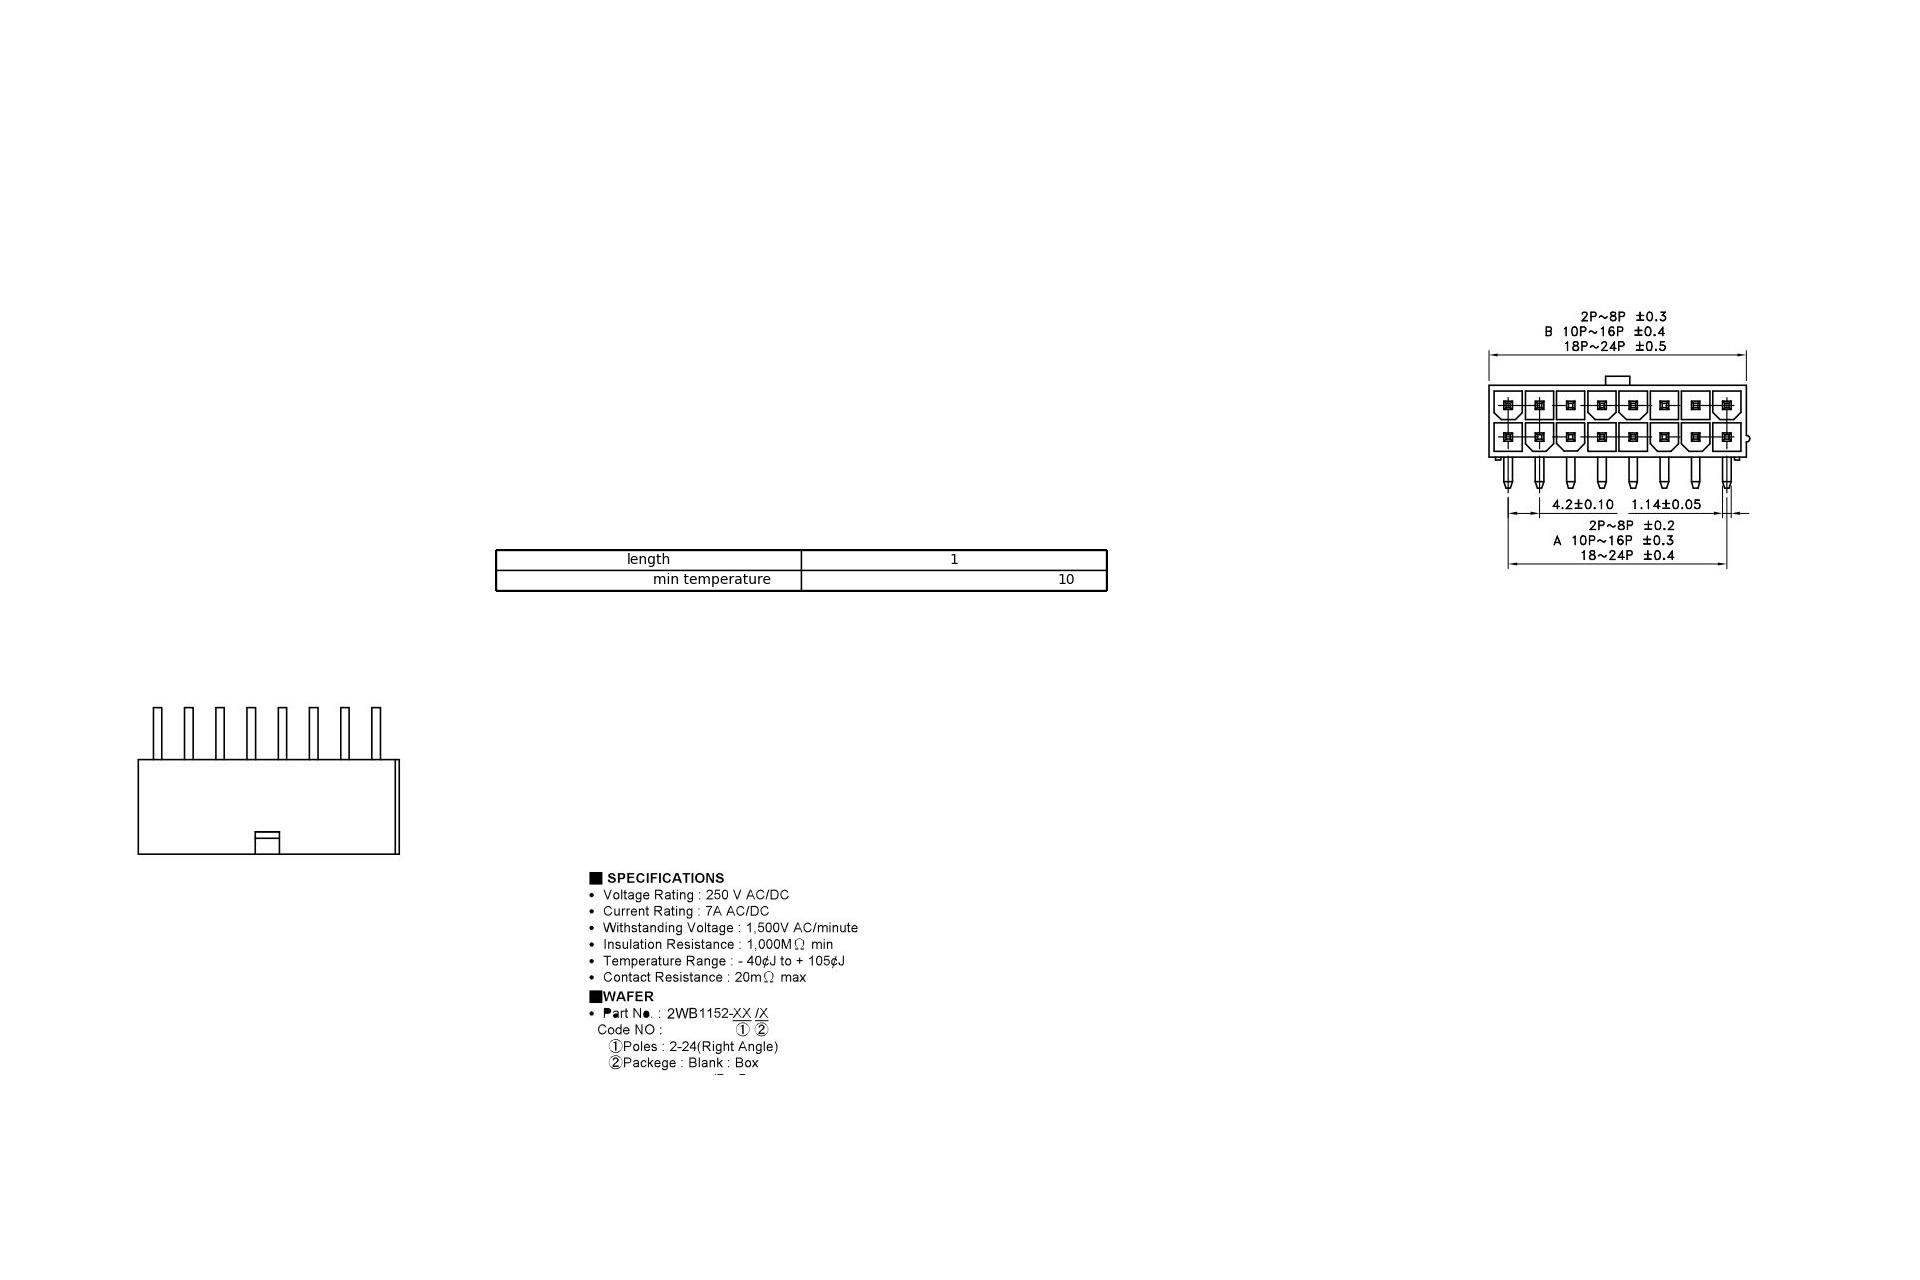 2P~8P ±0.3
B 10P~16P ±0.4
18P~24P ±0.5
4.2±0.10 1.14±0.05
2P~8P ±0.2
A 10P~16P ±0.3
18~24P ±0.4
length 1
min temperature 10
■ SPECIFICATIONS
• Voltage Rating : 250 V AC/DC
• Current Rating : 7A AC/DC
• Withstanding Voltage : 1,500V AC/minute
• Insulation Resistance : 1,000MΩ min
• Temperature Range : - 40¢J to + 105¢J
• Contact Resistance : 20mΩ max
■WAFER
• Part No. : 2WB1152-XX /X
Code NO : ① ②
①Poles : 2-24(Right Angle)
②Packege : Blank : Box